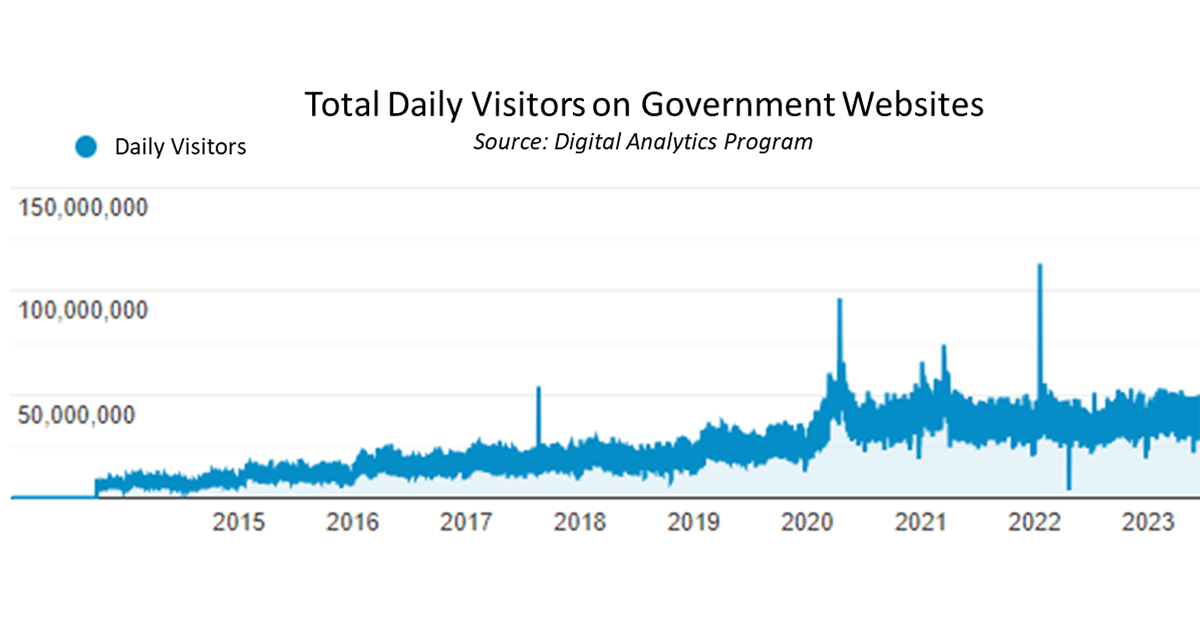 Total Daily Visitors on Government Websites
Source: Digital Analytics Program
Daily Visitors
150,000,000
100,000,000
50,000,000
2015 2016 2017 2018 2019 2020 2021 2022 2023